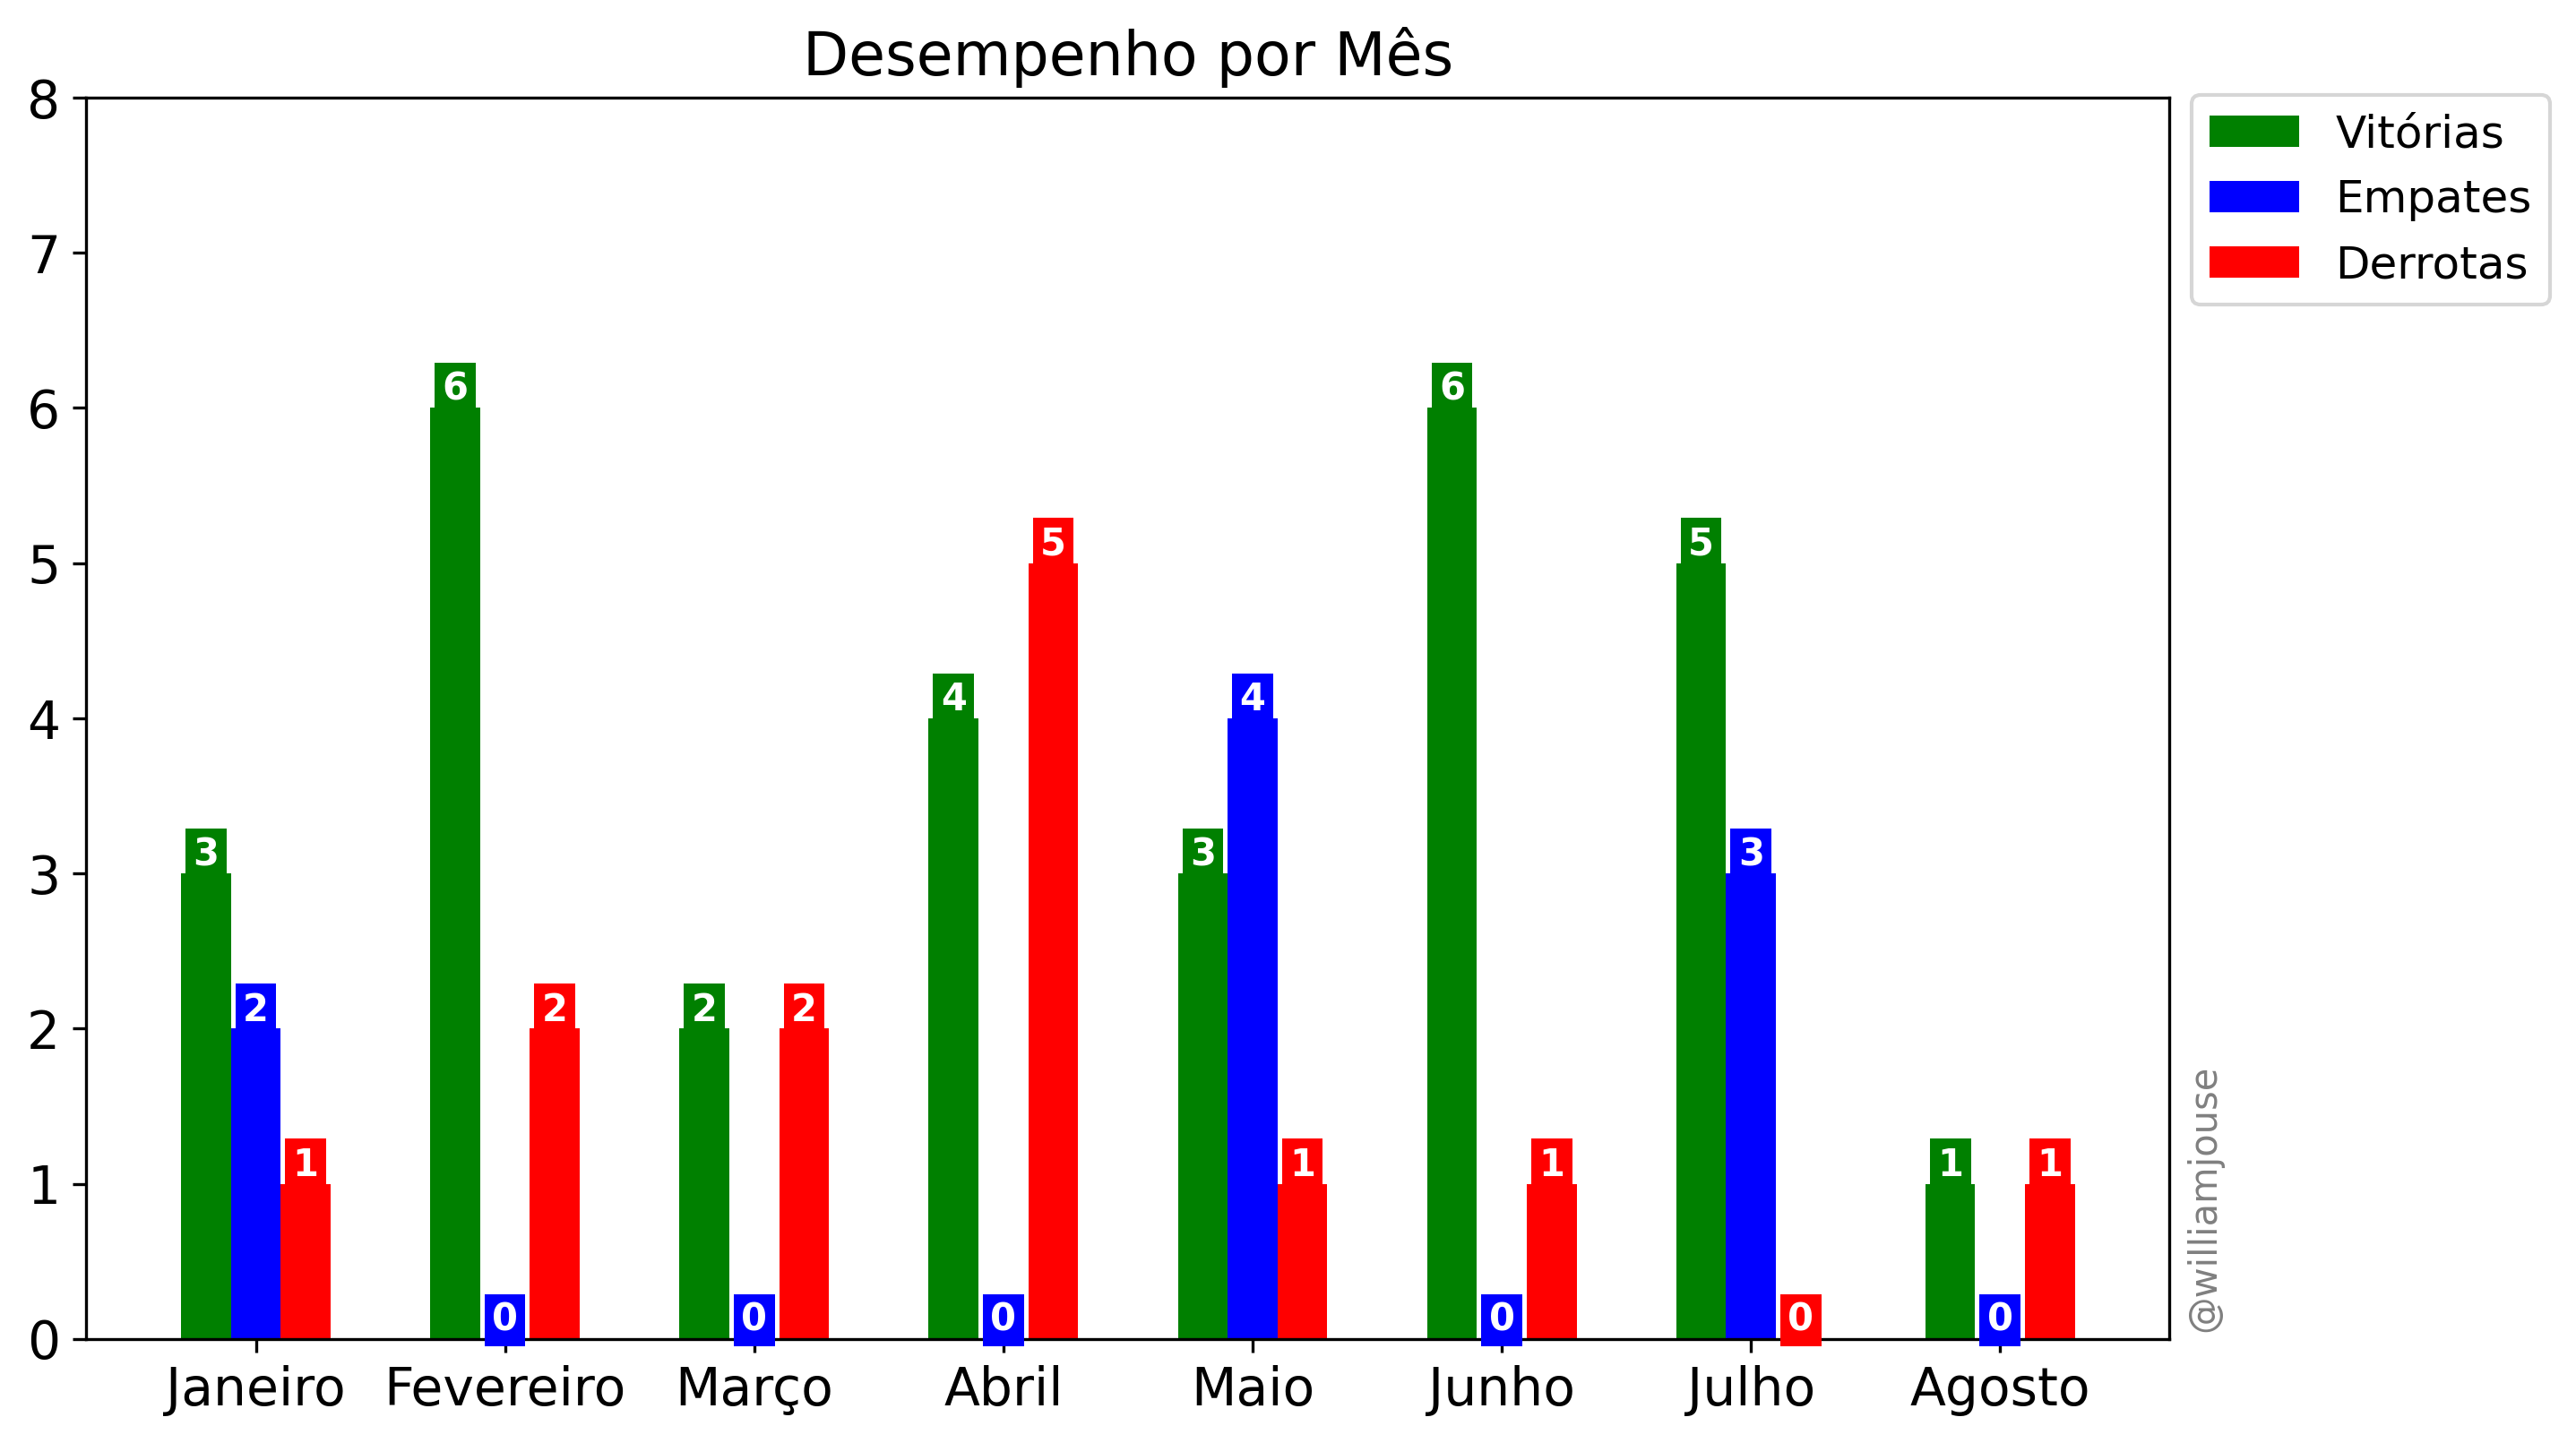 Desempenho por Mês
8
7
6
5
4
3
2
1
0
Vitórias
Empates
Derrotas
3 2 1
6 0 2
2 0 2
4 0 5
3 4 1
6 0 1
5 3 0
1 0 1
Janeiro Fevereiro Março Abril Maio Junho Julho Agosto
@williamjouse